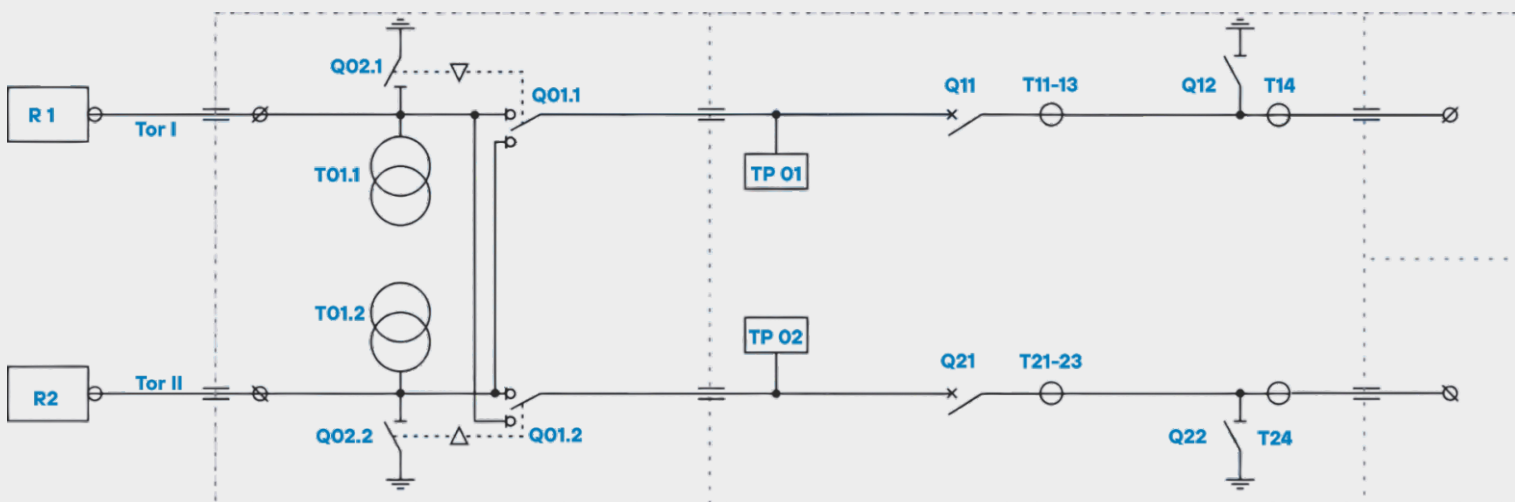 Q02.1
Q01.1
Q11
T11-13
Q12
T14
R 1
Tor I
T01.1
TP 01
T01.2
TP 02
Tor II
Q21
T21-23
R2
Q02.2
Q01.2
Q22
T24